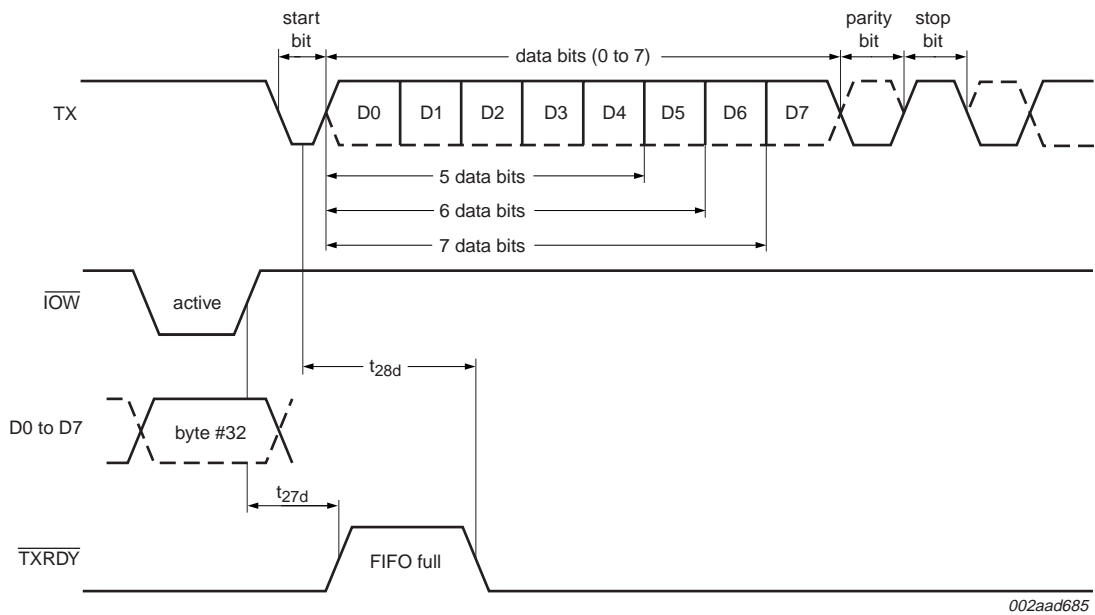 start bit
data bits (0 to 7)
parity bit
stop bit
TX
D0 D1 D2 D3 D4 D5 D6 D7
5 data bits
6 data bits
7 data bits
IOW
active
t28d
D0 to D7
byte #32
t27d
TXRDY
FIFO full
002aad685